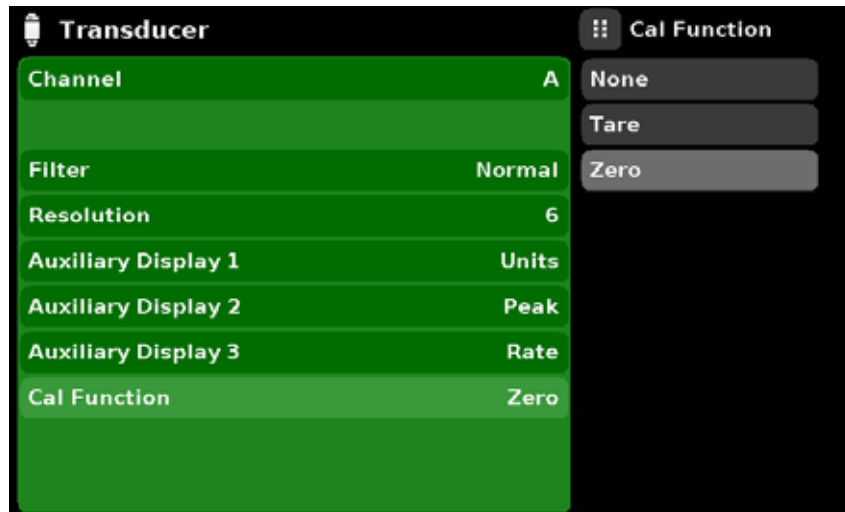 Transducer
Channel A
Filter Normal
Resolution 6
Auxiliary Display 1 Units
Auxiliary Display 2 Peak
Auxiliary Display 3 Rate
Cal Function Zero
Cal Function
None
Tare
Zero